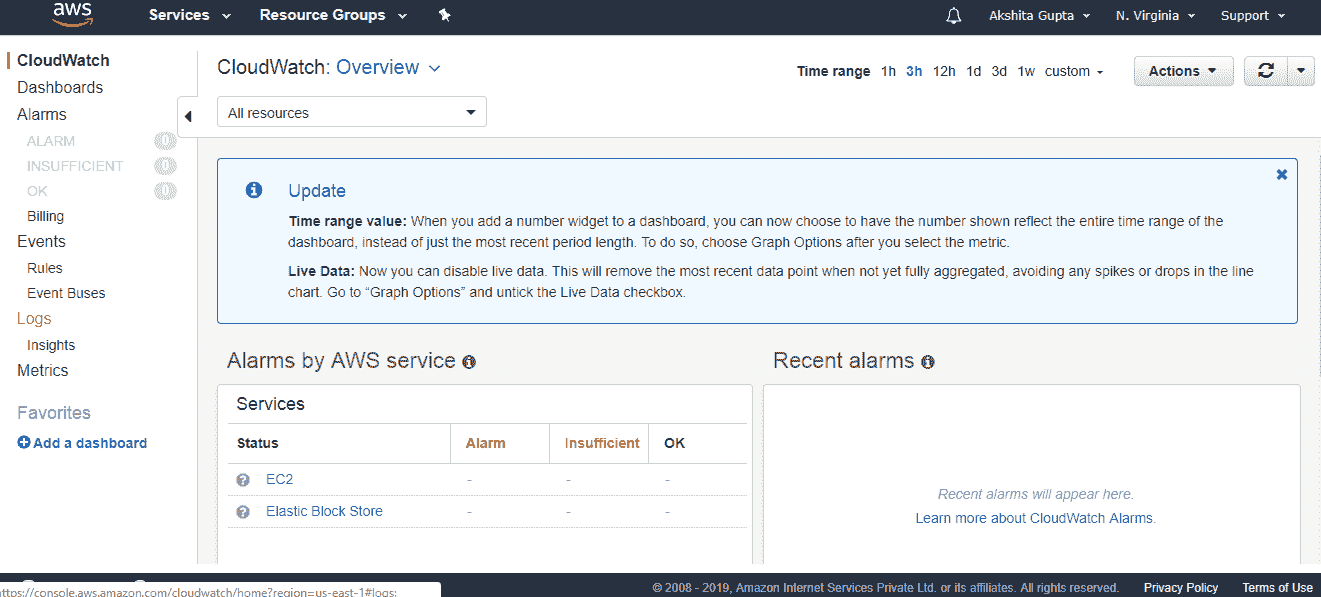 aws
Services
Resource Groups
Akshita Gupta
N. Virginia
Support
CloudWatch
Dashboards
Alarms
ALARM 0
INSUFFICIENT 0
OK 0
Billing
Events
Rules
Event Buses
Logs
Insights
Metrics
Favorites
Add a dashboard
CloudWatch: Overview
Time range 1h 3h 12h 1d 3d 1w custom
Actions
All resources
Update
Time range value: When you add a number widget to a dashboard, you can now choose to have the number shown reflect the entire time range of the
dashboard, instead of just the most recent period length. To do so, choose Graph Options after you select the metric.
Live Data: Now you can disable live data. This will remove the most recent data point when not yet fully aggregated, avoiding any spikes or drops in the line
chart. Go to “Graph Options” and untick the Live Data checkbox.
Alarms by AWS service
Services
Status Alarm Insufficient OK
EC2 - - -
Elastic Block Store - - -
Recent alarms
Recent alarms will appear here.
Learn more about CloudWatch Alarms.
© 2008 - 2019, Amazon Internet Services Private Ltd. or its affiliates. All rights reserved. Privacy Policy Terms of Use
https://console.aws.amazon.com/cloudwatch/home?region=us-east-1#logs: